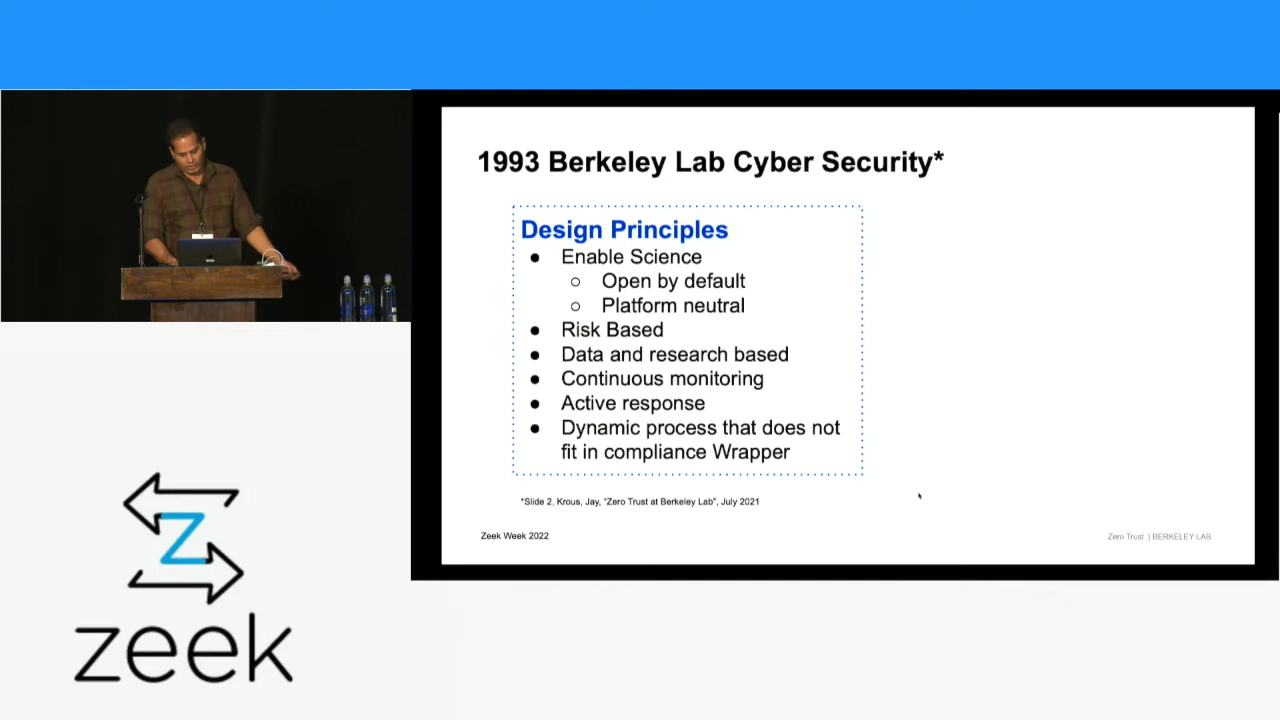 1993 Berkeley Lab Cyber Security*
Design Principles
● Enable Science
○ Open by default
○ Platform neutral
● Risk Based
● Data and research based
● Continuous monitoring
● Active response
● Dynamic process that does not
fit in compliance Wrapper
*Slide 2, Krous, Jay, "Zero Trust at Berkeley Lab", July 2021
Zeek Week 2022
Zero Trust | BERKELEY LAB
Z
zeek